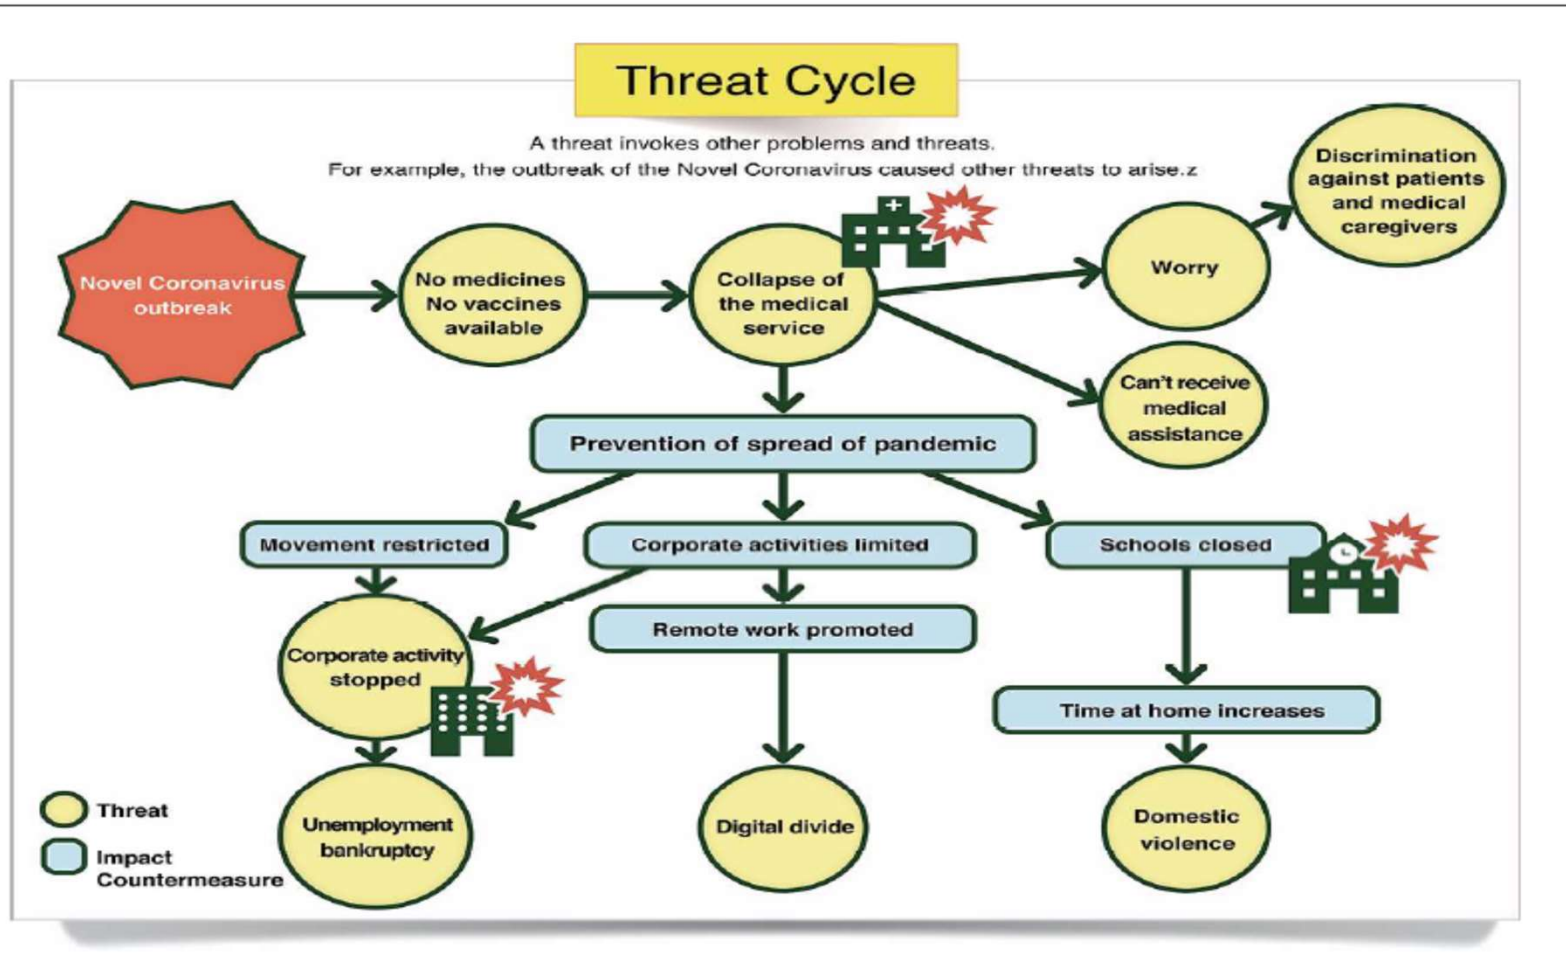 Threat Cycle
A threat invokes other problems and threats.
For example, the outbreak of the Novel Coronavirus caused other threats to arise.z
Novel Coronavirus
outbreak
No medicines
No vaccines
available
Collapse of
the medical
service
Worry
Discrimination
against patients
and medical
caregivers
Can't receive
medical
assistance
Prevention of spread of pandemic
Movement restricted
Corporate activities limited
Schools closed
Corporate activity
stopped
Remote work promoted
Time at home increases
Unemployment
bankruptcy
Digital divide
Domestic
violence
Threat
Impact
Countermeasure